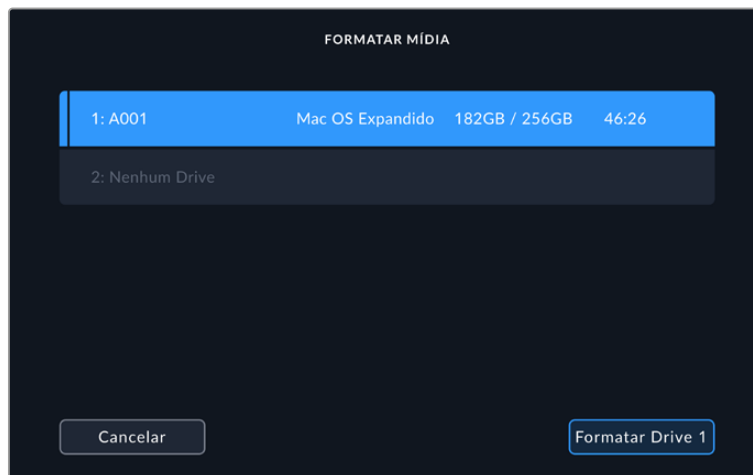 FORMATAR MÍDIA
1: A001 Mac OS Expandido 182GB / 256GB 46:26
2: Nenhum Drive
Cancelar Formatar Drive 1